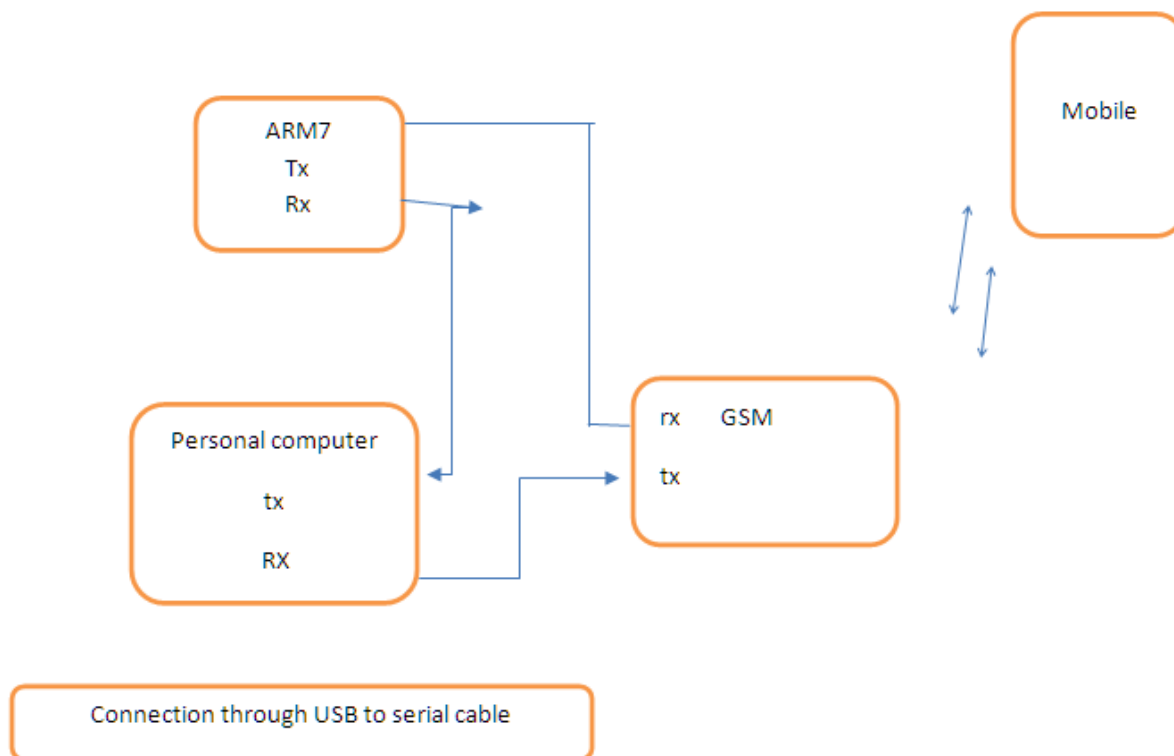 Mobile
ARM7
Tx
Rx
rx GSM
tx
Personal computer
tx
RX
Connection through USB to serial cable